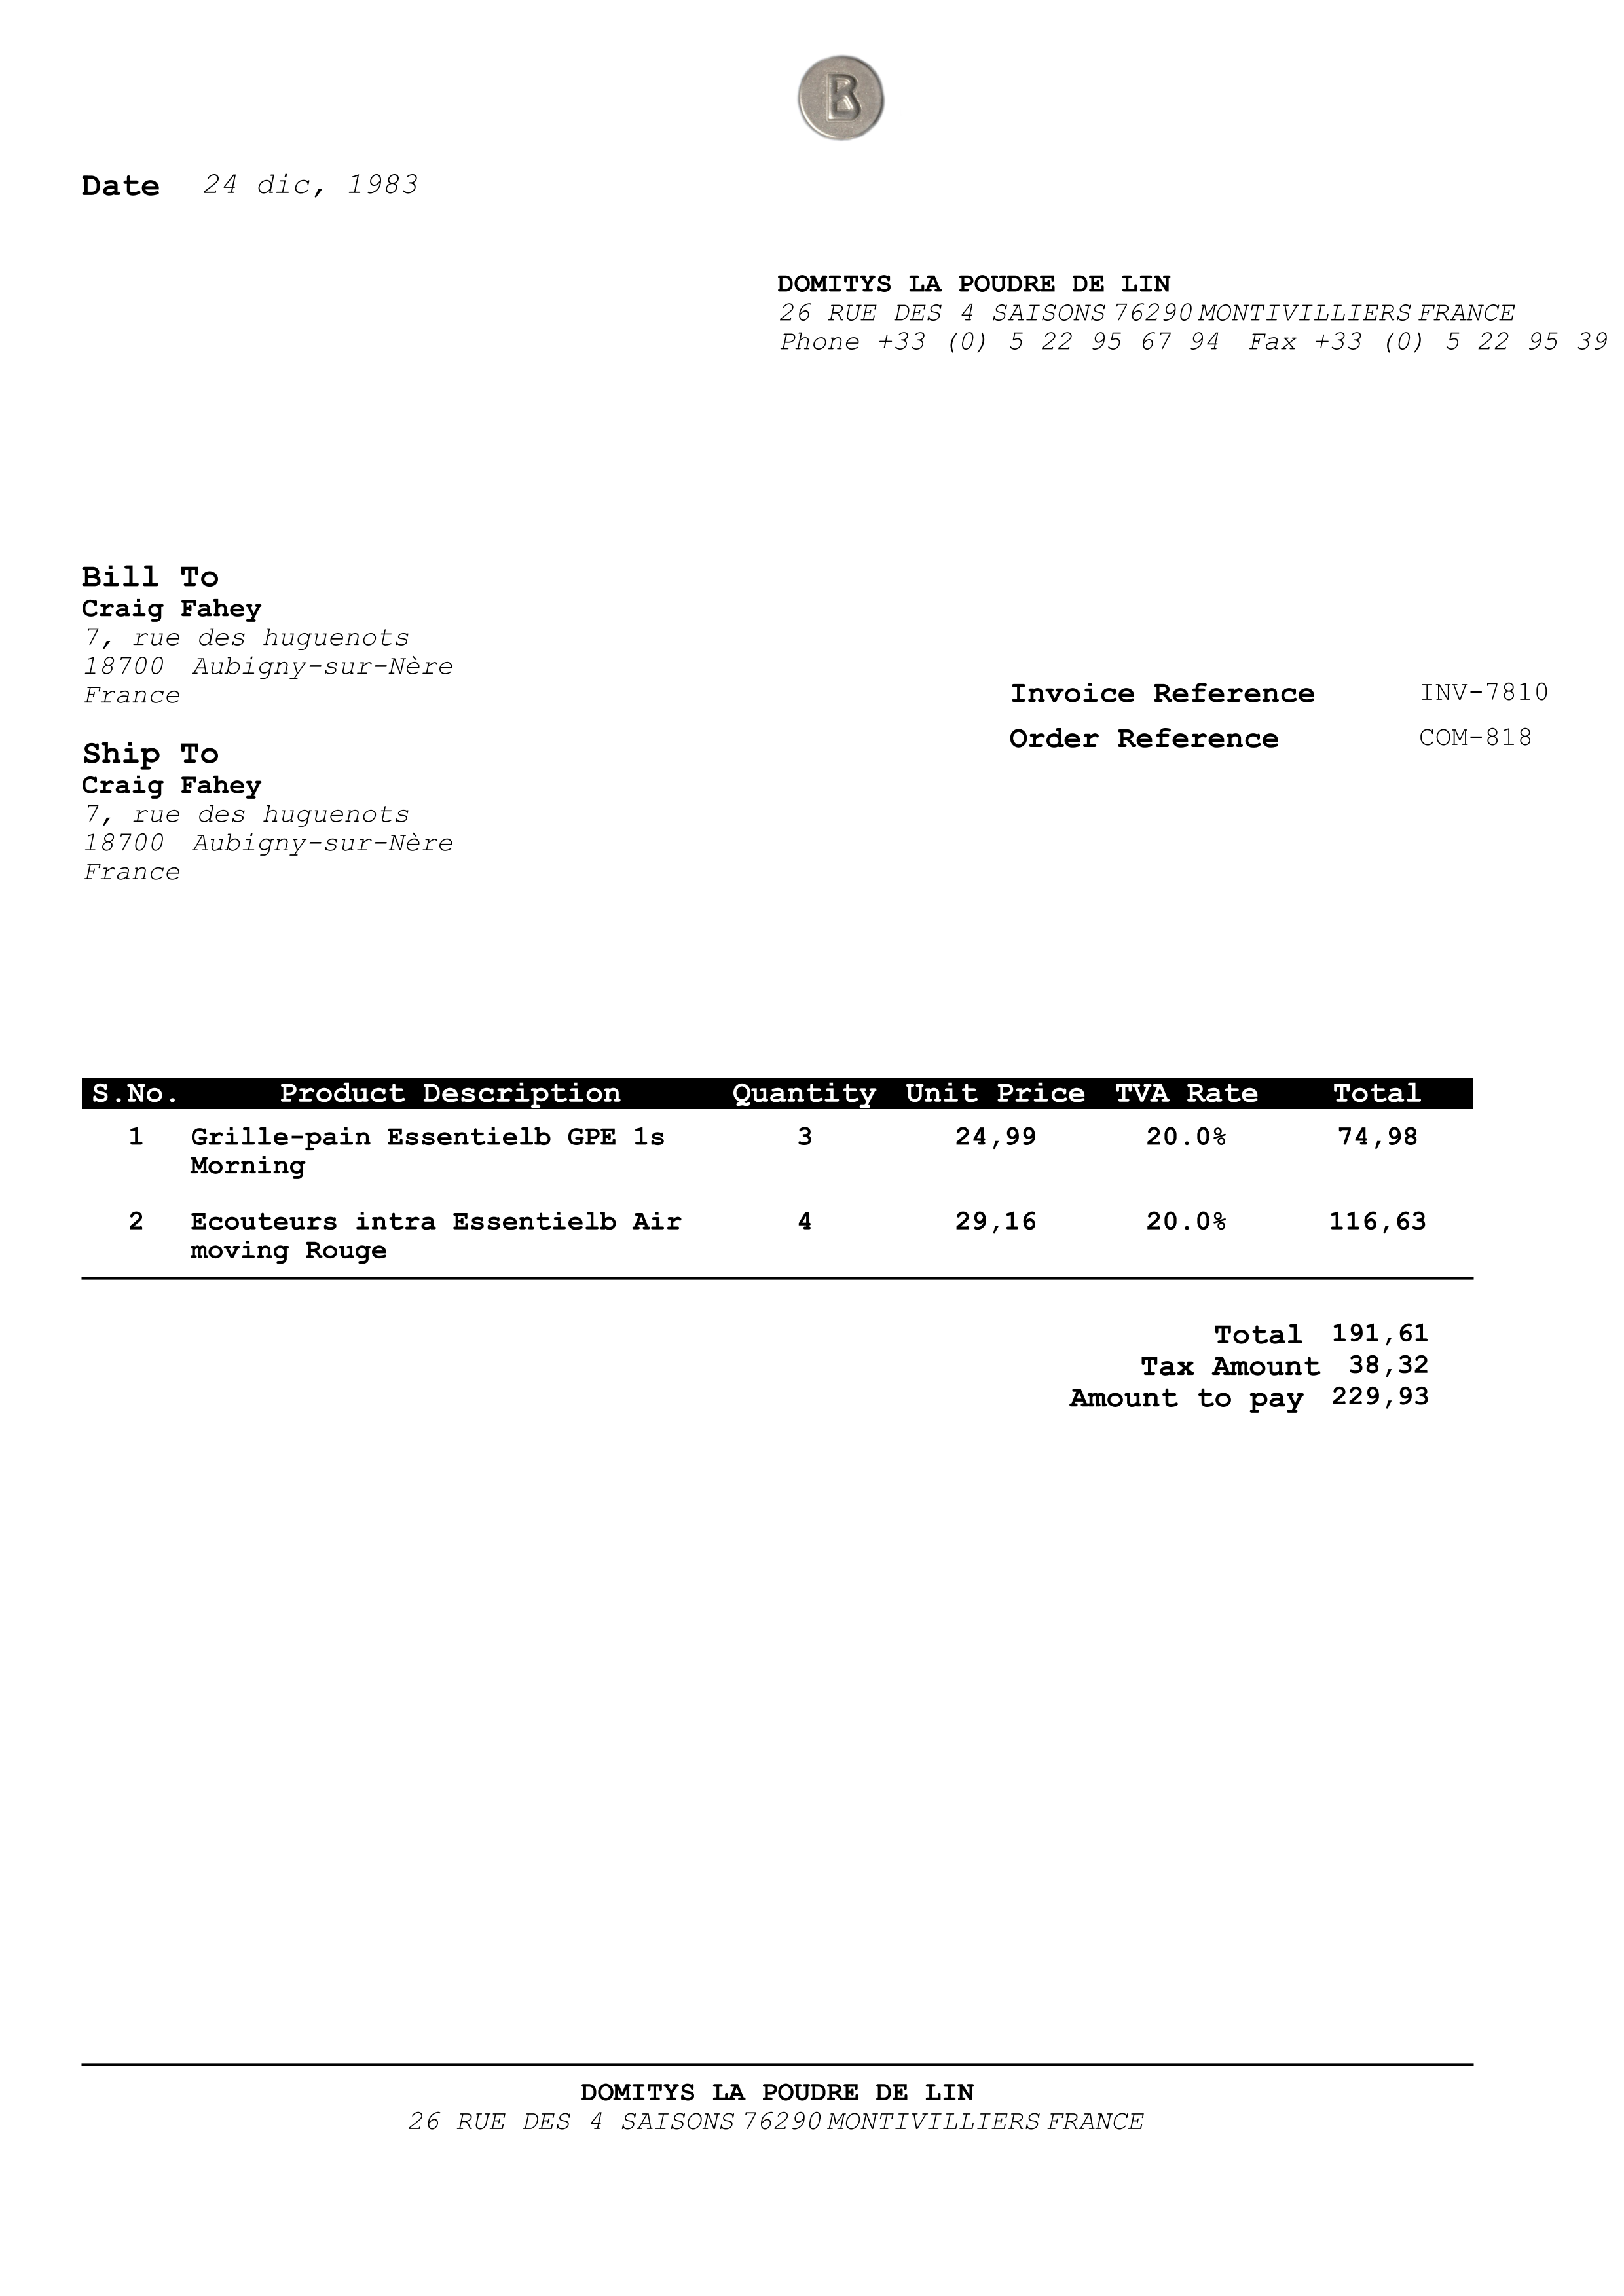 B
Date 24 dic, 1983
DOMITYS LA POUDRE DE LIN
26 RUE DES 4 SAISONS 76290 MONTIVILLIERS FRANCE
Phone +33 (0) 5 22 95 67 94 Fax +33 (0) 5 22 95 39
Bill To
Craig Fahey
7, rue des huguenots
18700 Aubigny-sur-Nère
France
Invoice Reference INV-7810
Order Reference COM-818
Ship To
Craig Fahey
7, rue des huguenots
18700 Aubigny-sur-Nère
France
S.No. Product Description Quantity Unit Price TVA Rate Total
1 Grille-pain Essentielb GPE 1s 3 24,99 20.0% 74,98
Morning
2 Ecouteurs intra Essentielb Air 4 29,16 20.0% 116,63
moving Rouge
Total 191,61
Tax Amount 38,32
Amount to pay 229,93
DOMITYS LA POUDRE DE LIN
26 RUE DES 4 SAISONS 76290 MONTIVILLIERS FRANCE